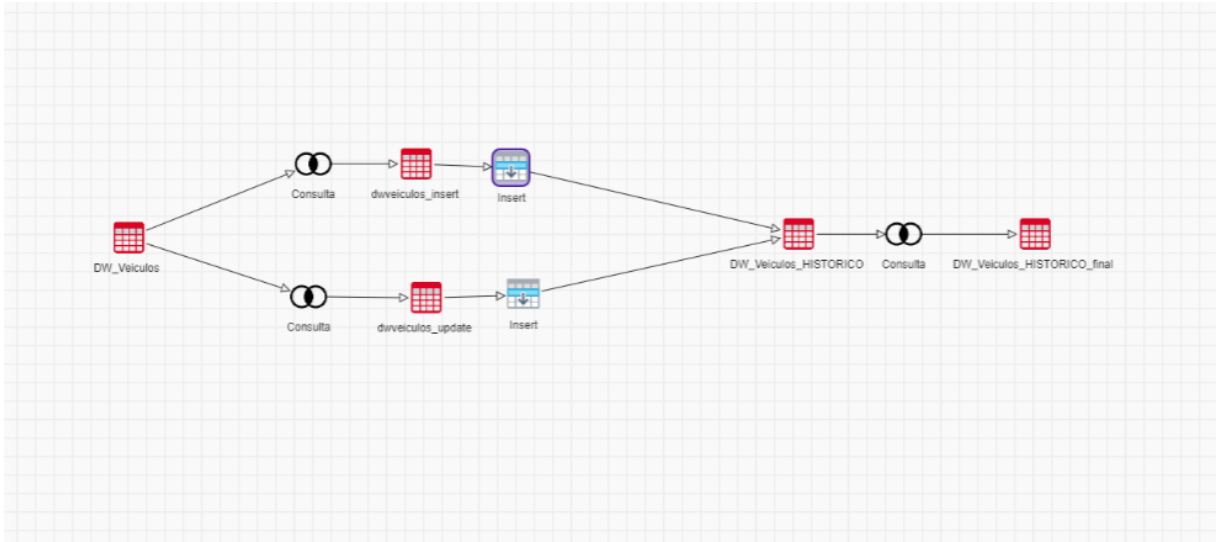 Consulta
dwveiculos_insert
Insert
DW_Veiculos
DW_Veiculos_HISTORICO
Consulta
DW_Veiculos_HISTORICO_final
Consulta
dwveiculos_update
Insert